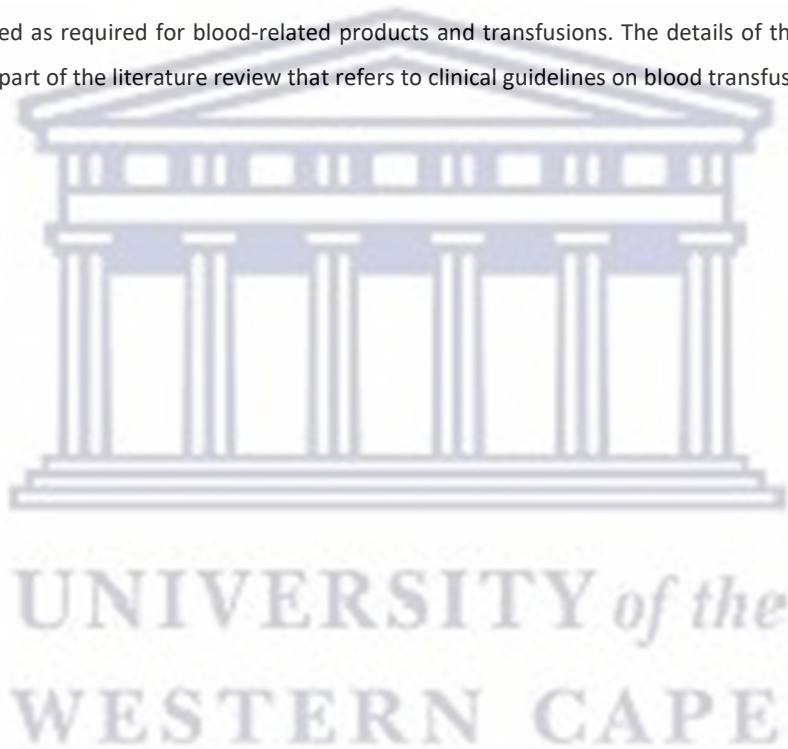 ed as required for blood-related products and transfusions. The details of th
part of the literature review that refers to clinical guidelines on blood transfus
UNIVERSITY of the
WESTERN CAPE